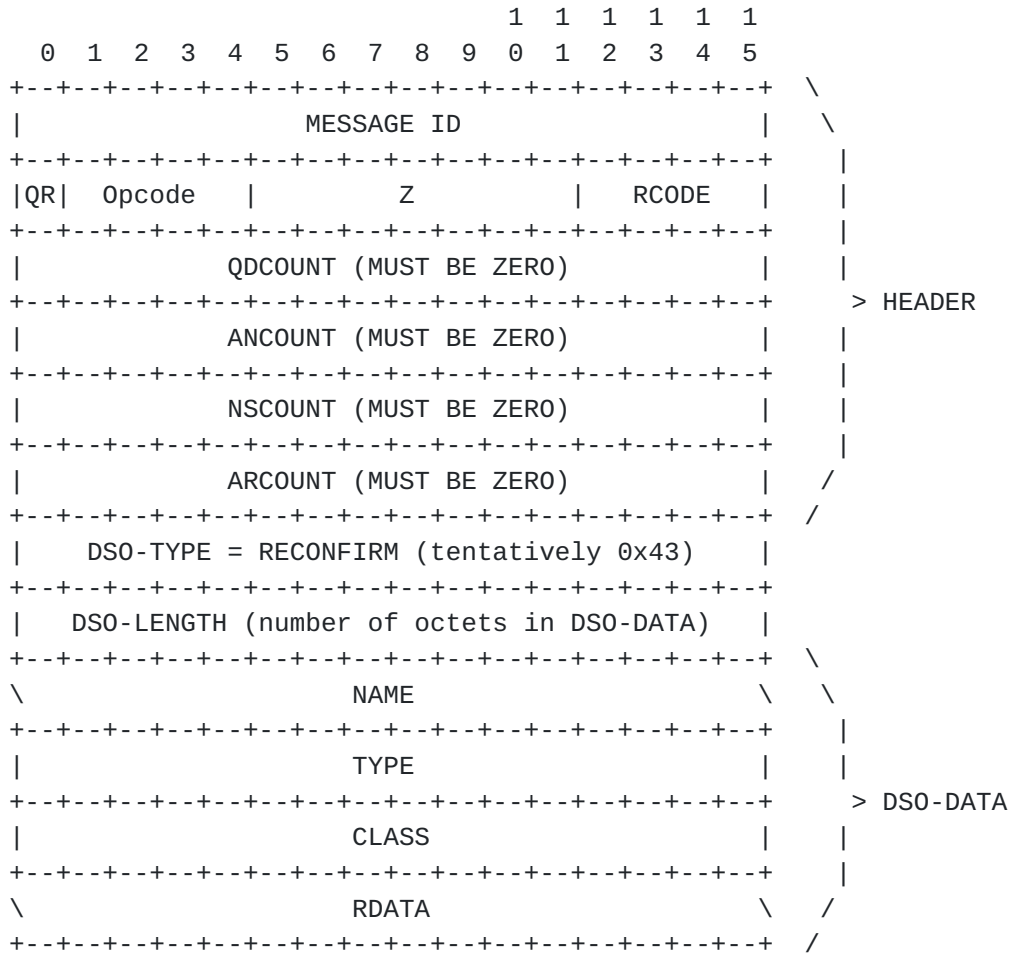 1  1  1  1  1  1
   0  1  2  3  4  5  6  7  8  9  0  1  2  3  4  5
 +--+--+--+--+--+--+--+--+--+--+--+--+--+--+--+--+  \
 |                  MESSAGE ID                   |   \
 +--+--+--+--+--+--+--+--+--+--+--+--+--+--+--+--+    |
 |QR|  Opcode   |         Z          |   RCODE   |    |
 +--+--+--+--+--+--+--+--+--+--+--+--+--+--+--+--+    |
 |             QDCOUNT (MUST BE ZERO)            |    |
 +--+--+--+--+--+--+--+--+--+--+--+--+--+--+--+--+     > HEADER
 |             ANCOUNT (MUST BE ZERO)            |    |
 +--+--+--+--+--+--+--+--+--+--+--+--+--+--+--+--+    |
 |             NSCOUNT (MUST BE ZERO)            |    |
 +--+--+--+--+--+--+--+--+--+--+--+--+--+--+--+--+    |
 |             ARCOUNT (MUST BE ZERO)            |   /
 +--+--+--+--+--+--+--+--+--+--+--+--+--+--+--+--+  /
 |    DSO-TYPE = RECONFIRM (tentatively 0x43)    |
 +--+--+--+--+--+--+--+--+--+--+--+--+--+--+--+--+
 |   DSO-LENGTH (number of octets in DSO-DATA)   |
 +--+--+--+--+--+--+--+--+--+--+--+--+--+--+--+--+  \
 \                     NAME                      \   \
 +--+--+--+--+--+--+--+--+--+--+--+--+--+--+--+--+    |
 |                     TYPE                      |    |
 +--+--+--+--+--+--+--+--+--+--+--+--+--+--+--+--+     > DSO-DATA
 |                     CLASS                     |    |
 +--+--+--+--+--+--+--+--+--+--+--+--+--+--+--+--+    |
 \                     RDATA                     \   /
 +--+--+--+--+--+--+--+--+--+--+--+--+--+--+--+--+  /